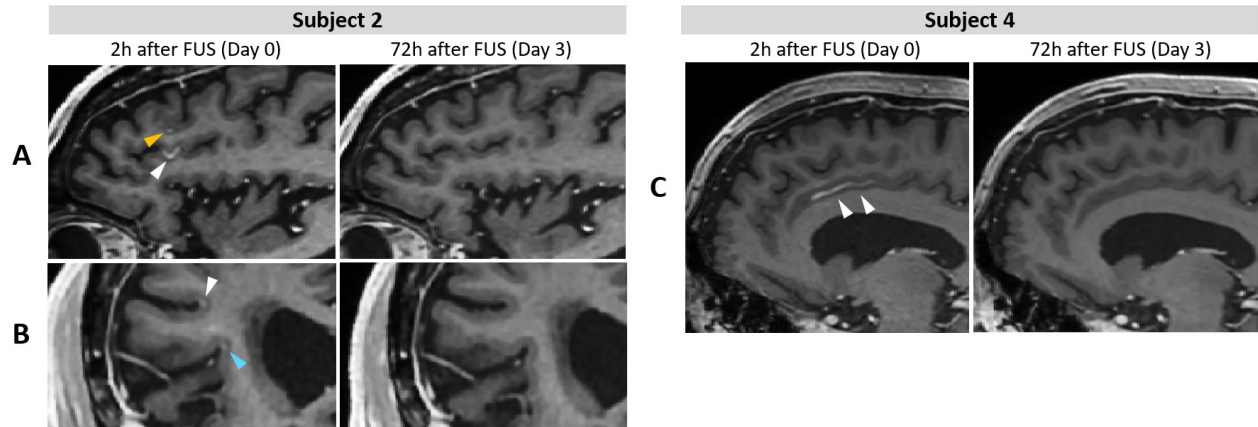 Subject 2
2h after FUS (Day 0)
72h after FUS (Day 3)
A
B
Subject 4
2h after FUS (Day 0)
72h after FUS (Day 3)
C